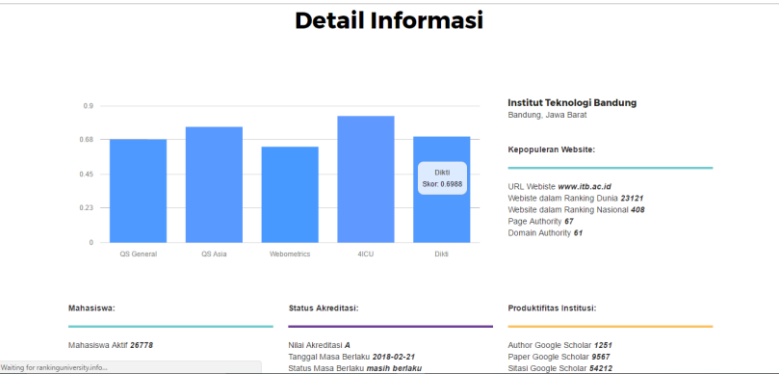 Detail Informasi
0.9
0.68
0.45
0.23
0
QS General
QS Asia
Webometrics
4ICU
Dikti
Dikti
Skor: 0.6988
Institut Teknologi Bandung
Bandung, Jawa Barat
Kepopuleran Website:
URL Webiste www.itb.ac.id
Webiste dalam Ranking Dunia 23121
Website dalam Ranking Nasional 408
Page Authority 67
Domain Authority 61
Mahasiswa:
Mahasiswa Aktif 26778
Status Akreditasi:
Nilai Akreditasi A
Tanggal Masa Berlaku 2018-02-21
Status Masa Berlaku masih berlaku
Produktifitas Institusi:
Author Google Scholar 1251
Paper Google Scholar 9567
Sitasi Google Scholar 54212
Waiting for rankinguniversity.info...